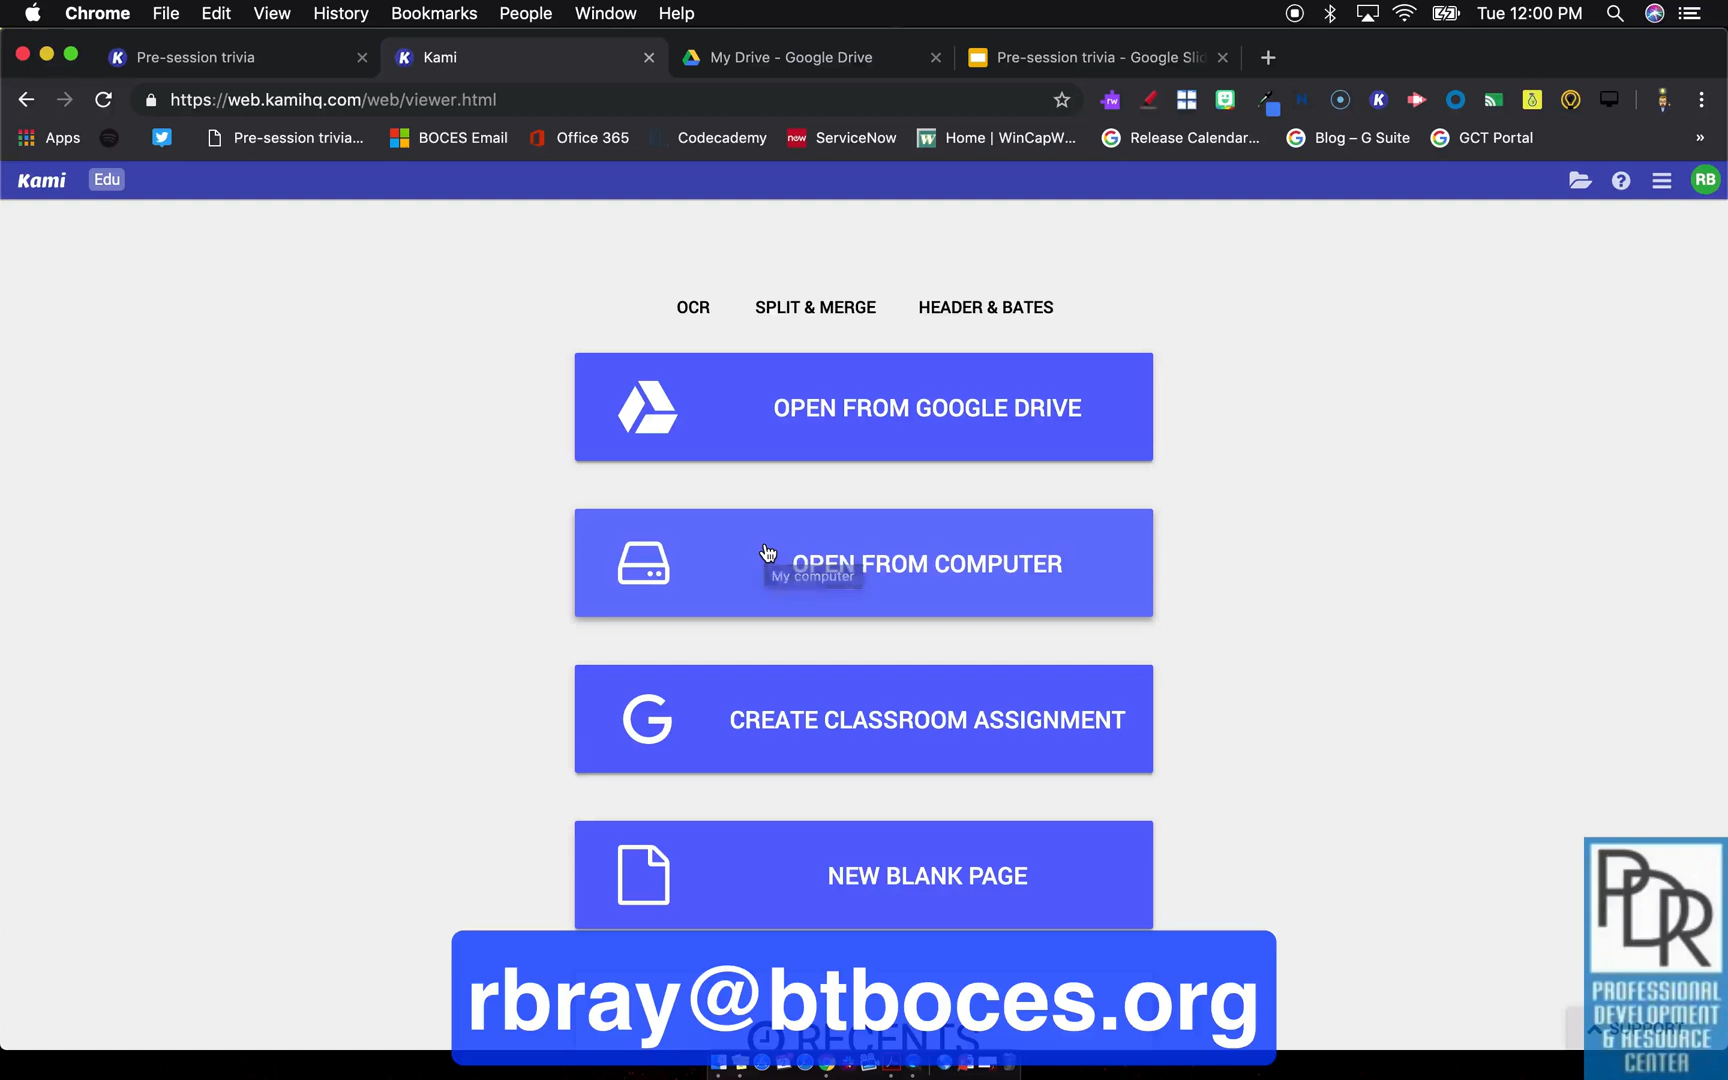 Chrome File Edit View History Bookmarks People Window Help Tue 12:00 PM
Pre-session trivia Kami My Drive - Google Drive Pre-session trivia - Google Slid
https://web.kamihq.com/web/viewer.html
Apps Pre-session trivia... BOCES Email Office 365 Codecademy now ServiceNow Home | WinCapW... Release Calendar... Blog – G Suite GCT Portal »
Kami Edu RB
OCR SPLIT & MERGE HEADER & BATES
OPEN FROM GOOGLE DRIVE
OPEN FROM COMPUTER
My computer
CREATE CLASSROOM ASSIGNMENT
NEW BLANK PAGE
rbray@btboces.org
RECENTS
SUPPORT
PDRC
PROFESSIONAL
DEVELOPMENT
& RESOURCE
CENTER